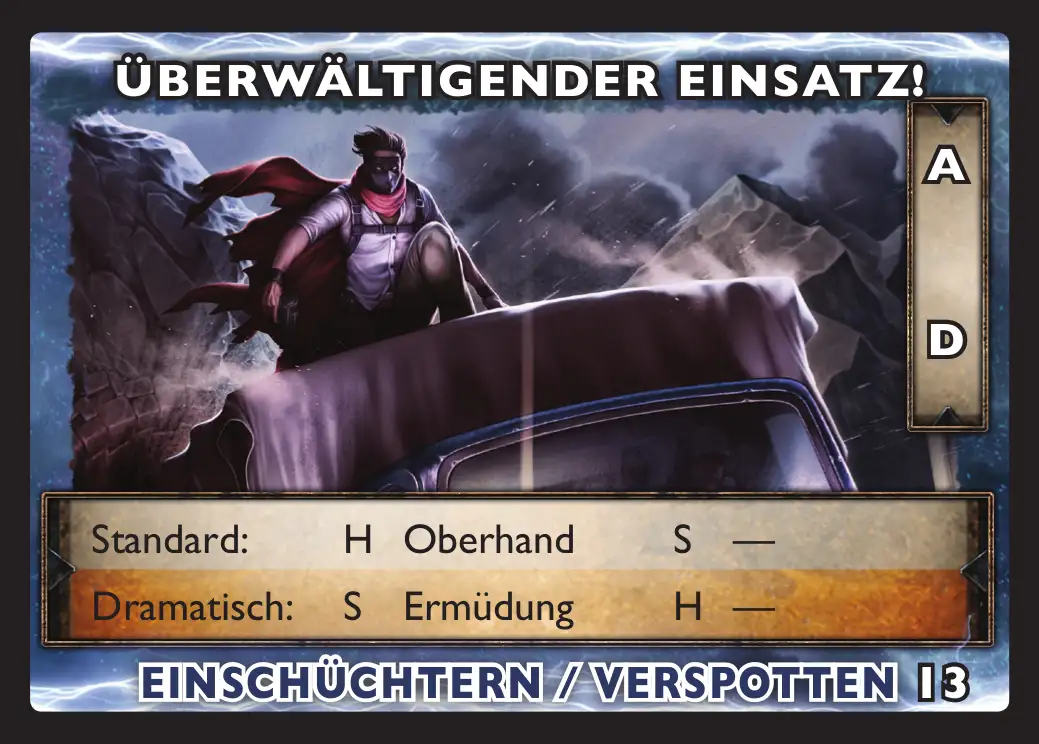 ÜBERWÄLTIGENDER EINSATZ!
A
D
Standard: H Oberhand S —
Dramatisch: S Ermüdung H —
EINSCHÜCHTERN / VERSPOTTEN 13